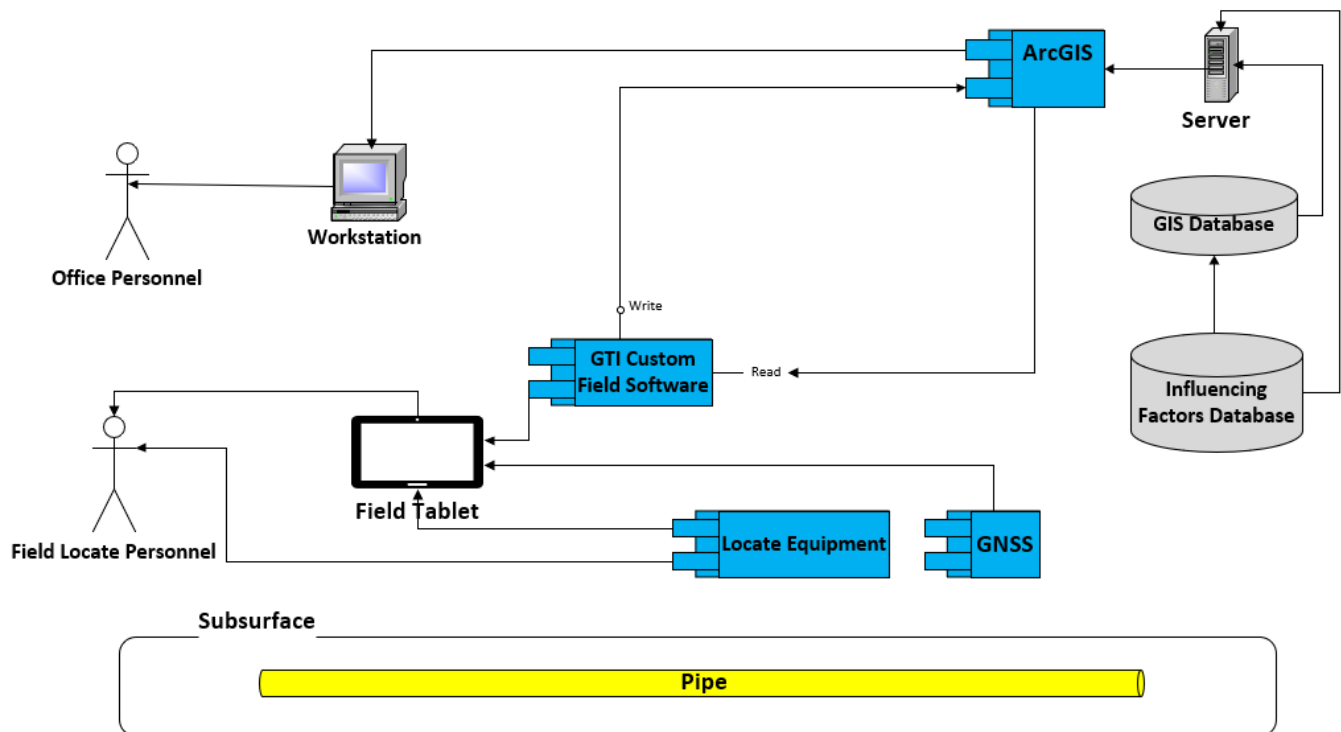 ArcGIS
Server
GIS Database
Workstation
Office Personnel
Write
GTI Custom
Field Software
Read
Influencing
Factors Database
Field Tablet
Field Locate Personnel
Locate Equipment
GNSS
Subsurface
Pipe